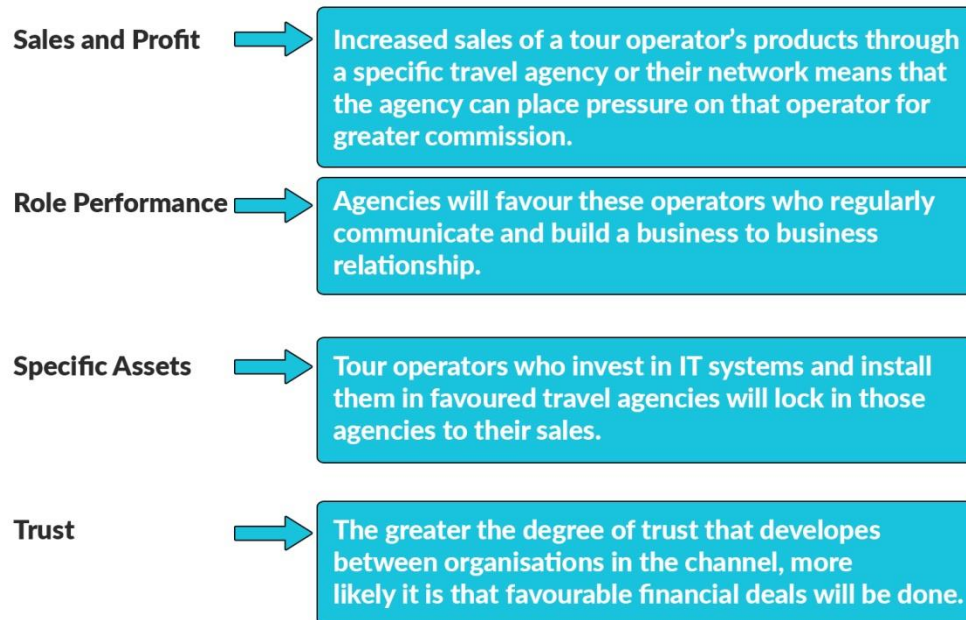 Sales and Profit
Increased sales of a tour operator's products through
a specific travel agency or their network means that
the agency can place pressure on that operator for
greater commission.
Role Performance
Agencies will favour these operators who regularly
communicate and build a business to business
relationship.
Specific Assets
Tour operators who invest in IT systems and install
them in favoured travel agencies will lock in those
agencies to their sales.
Trust
The greater the degree of trust that developes
between organisations in the channel, more
likely it is that favourable financial deals will be done.